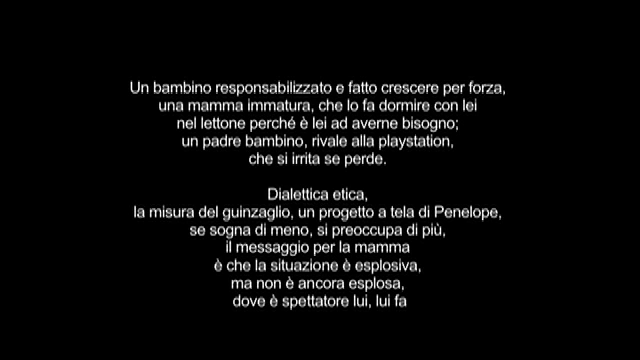 Un bambino responsabilizzato e fatto crescere per forza,
una mamma immatura, che lo fa dormire con lei
nel lettone perché è lei ad averne bisogno;
un padre bambino, rivale alla playstation,
che si irrita se perde.
Dialettica etica,
la misura del guinzaglio, un progetto a tela di Penelope,
se sogna di meno, si preoccupa di più,
il messaggio per la mamma
è che la situazione è esplosiva,
ma non è ancora esplosa,
dove è spettatore lui, lui fa